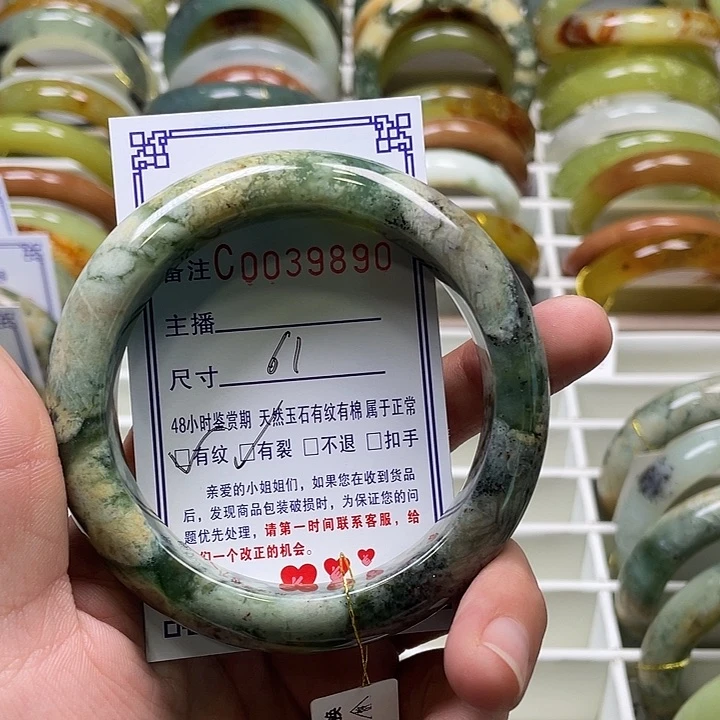 备注C0039890
主播
尺寸 61
48小时鉴赏期 天然玉石有纹有棉属于正常
☑有纹 ☑有裂 □不退 □扣手
亲爱的小姐姐们，如果您在收到货品
后，发现商品包装破损时，为保证您的问
题优先处理，请第一时间联系客服，给
们一个改正的机会。